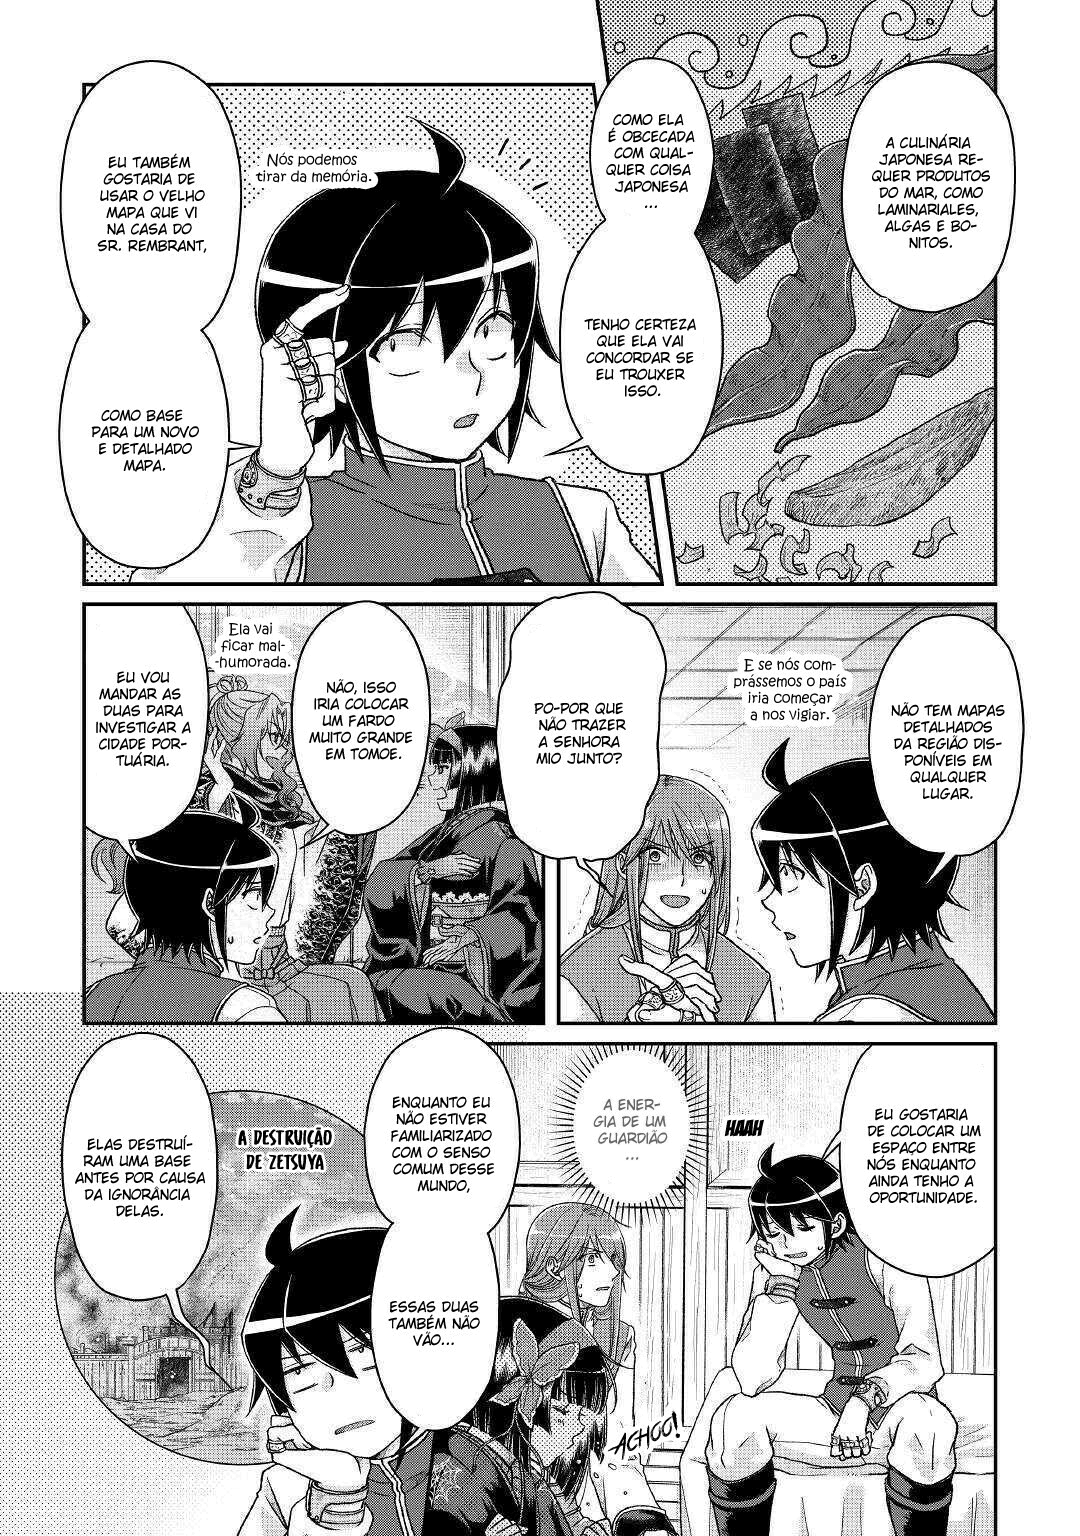 A CULINÁRIA
JAPONESA RE-
QUER PRODUTOS
DO MAR, COMO
LAMINARIALES,
ALGAS E BO-
NITOS.
COMO ELA
É OBCECADA
COM QUAL-
QUER COISA
JAPONESA
...
TENHO CERTEZA
QUE ELA VAI
CONCORDAR SE
EU TROUXER
ISSO.
Nós podemos
tirar da memória.
EU TAMBÉM
GOSTARIA DE
USAR O VELHO
MAPA QUE VI
NA CASA DO
SR. REMBRANT,
COMO BASE
PARA UM NOVO
E DETALHADO
MAPA.
NÃO TEM MAPAS
DETALHADOS
DA REGIÃO DIS-
PONÍVEIS EM
QUALQUER
LUGAR.
E se nós com-
prássemos o país
iria começar
a nos vigiar.
PO-POR QUE
NÃO TRAZER
A SENHORA
MIO JUNTO?
NÃO, ISSO
IRIA COLOCAR
UM FARDO
MUITO GRANDE
EM TOMOE.
Ela vai
ficar mal-
-humorada.
EU VOU
MANDAR AS
DUAS PARA
INVESTIGAR A
CIDADE POR-
TUÁRIA.
EU GOSTARIA
DE COLOCAR UM
ESPAÇO ENTRE
NÓS ENQUANTO
AINDA TENHO A
OPORTUNIDADE.
HAAH
A ENER-
GIA DE UM
GUARDIÃO
...
ENQUANTO EU
NÃO ESTIVER
FAMILIARIZADO
COM O SENSO
COMUM DESSE
MUNDO,
ESSAS DUAS
TAMBÉM NÃO
VÃO...
ACHOO!
A DESTRUIÇÃO
DE ZETSUYA
ELAS DESTRUÍ-
RAM UMA BASE
ANTES POR CAUSA
DA IGNORÂNCIA
DELAS.